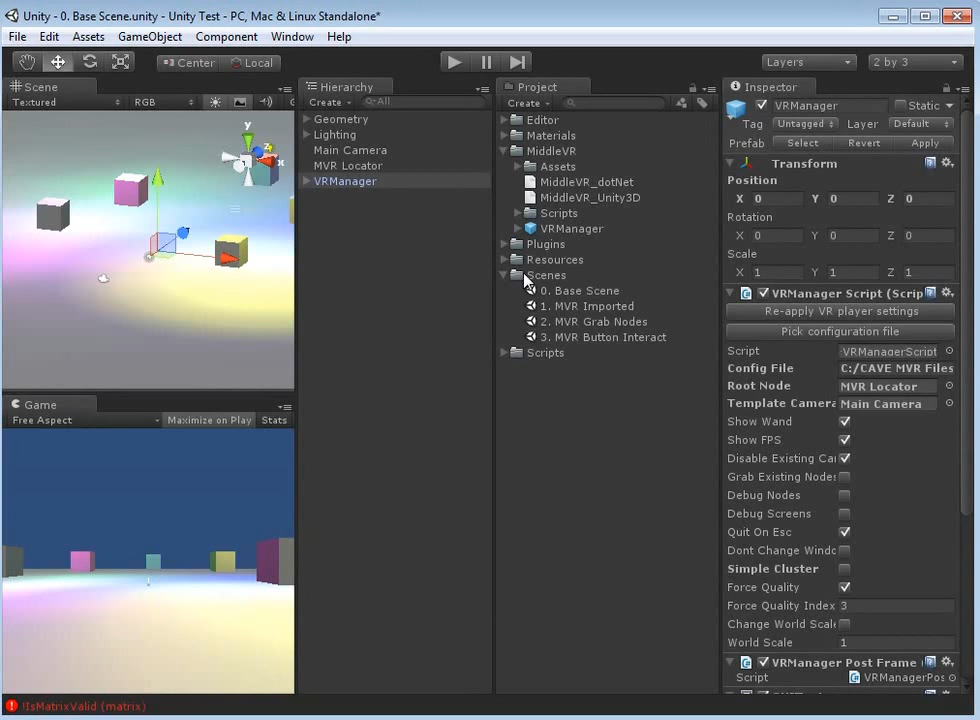 Unity - 0. Base Scene.unity - Unity Test - PC, Mac & Linux Standalone*
File Edit Assets GameObject Component Window Help
Center Local Layers 2 by 3
Scene
Textured RGB
y
x
Hierarchy
Create All
Geometry
Lighting
Main Camera
MVR Locator
VRManager
Project
Create
Editor
Materials
MiddleVR
Assets
MiddleVR_dotNet
MiddleVR_Unity3D
Scripts
VRManager
Plugins
Resources
Scenes
0. Base Scene
1. MVR Imported
2. MVR Grab Nodes
3. MVR Button Interact
Scripts
Inspector
VRManager Static
Tag Untagged Layer Default
Prefab Select Revert Apply
Transform
Position
X 0 Y 0 Z 0
Rotation
X 0 Y 0 Z 0
Scale
X 1 Y 1 Z 1
VRManager Script (Scrip
Re-apply VR player settings
Pick configuration file
Script VRManagerScript
Config File C:/CAVE MVR Files
Root Node MVR Locator
Template Camera Main Camera
Show Wand
Show FPS
Disable Existing Car
Grab Existing Nodes
Debug Nodes
Debug Screens
Quit On Esc
Dont Change Windo
Simple Cluster
Force Quality
Force Quality Index 3
Change World Scale
World Scale 1
VRManager Post Frame (
Script VRManagerPos
Game
Free Aspect Maximize on Play Stats
!IsMatrixValid (matrix)